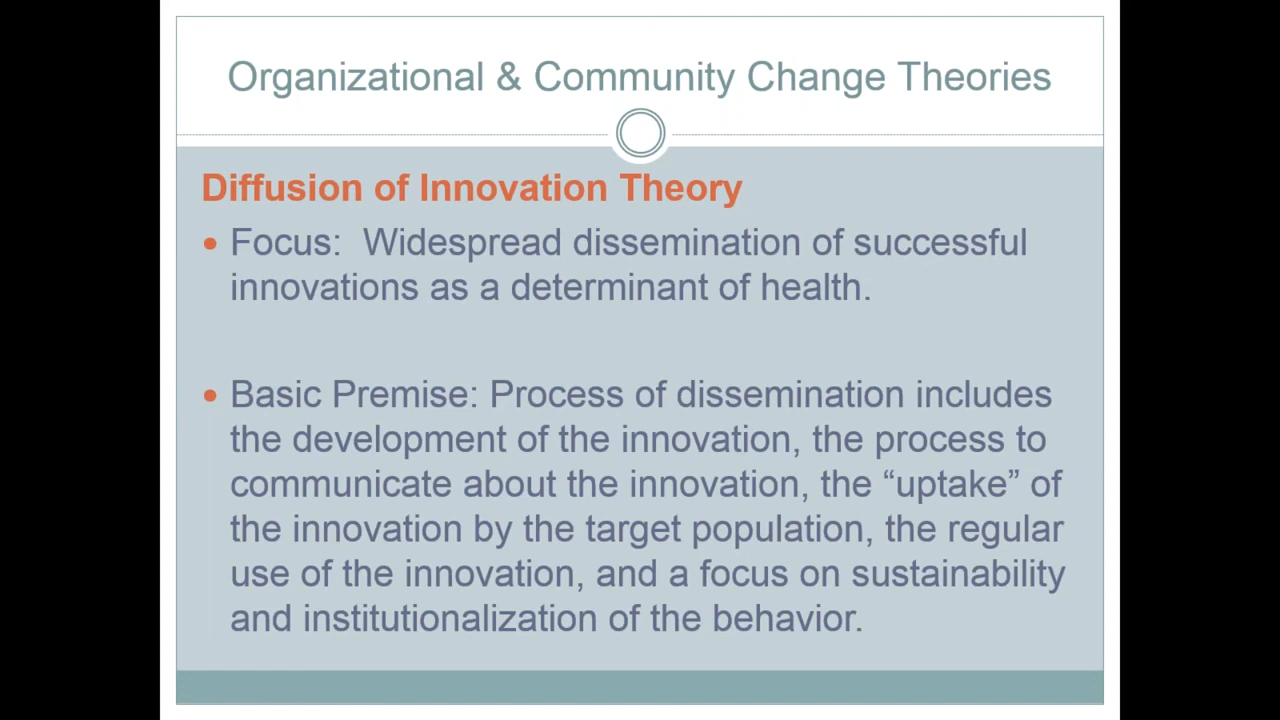 Organizational & Community Change Theories
Diffusion of Innovation Theory
• Focus:  Widespread dissemination of successful
innovations as a determinant of health.
• Basic Premise: Process of dissemination includes
the development of the innovation, the process to
communicate about the innovation, the “uptake” of
the innovation by the target population, the regular
use of the innovation, and a focus on sustainability
and institutionalization of the behavior.